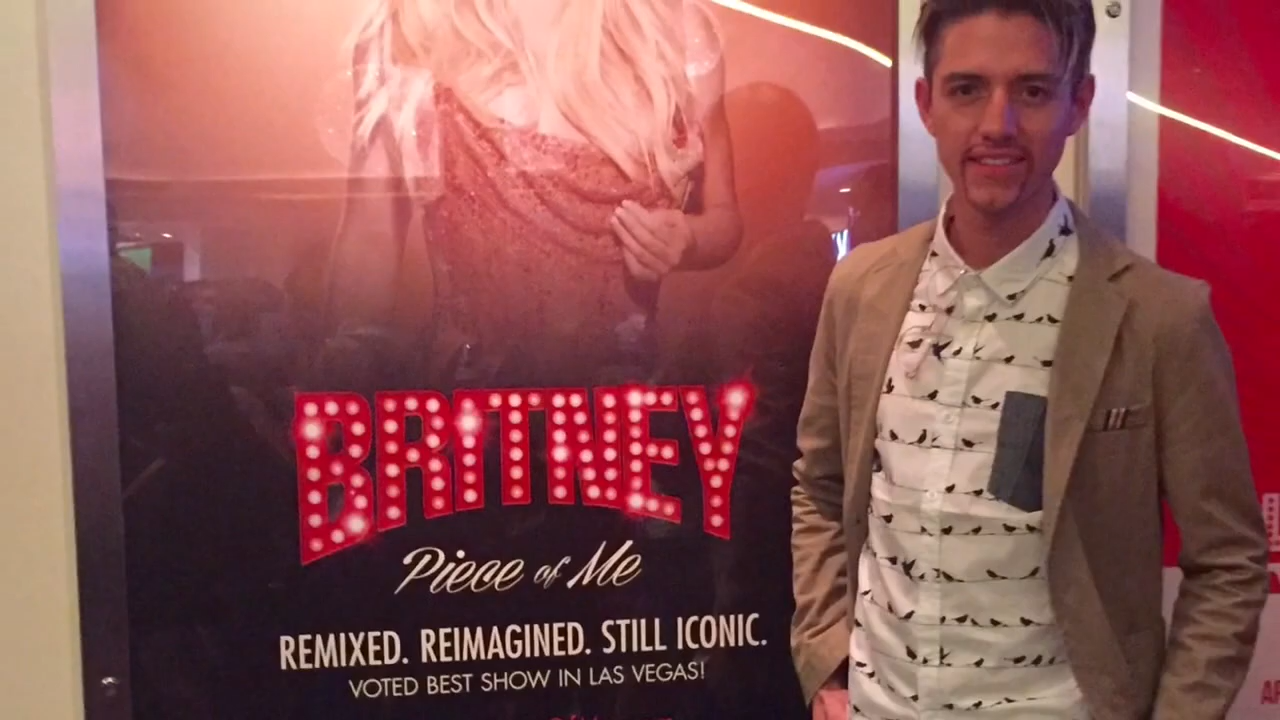 BRITNEY
Piece of Me
REMIXED. REIMAGINED. STILL ICONIC.
VOTED BEST SHOW IN LAS VEGAS!